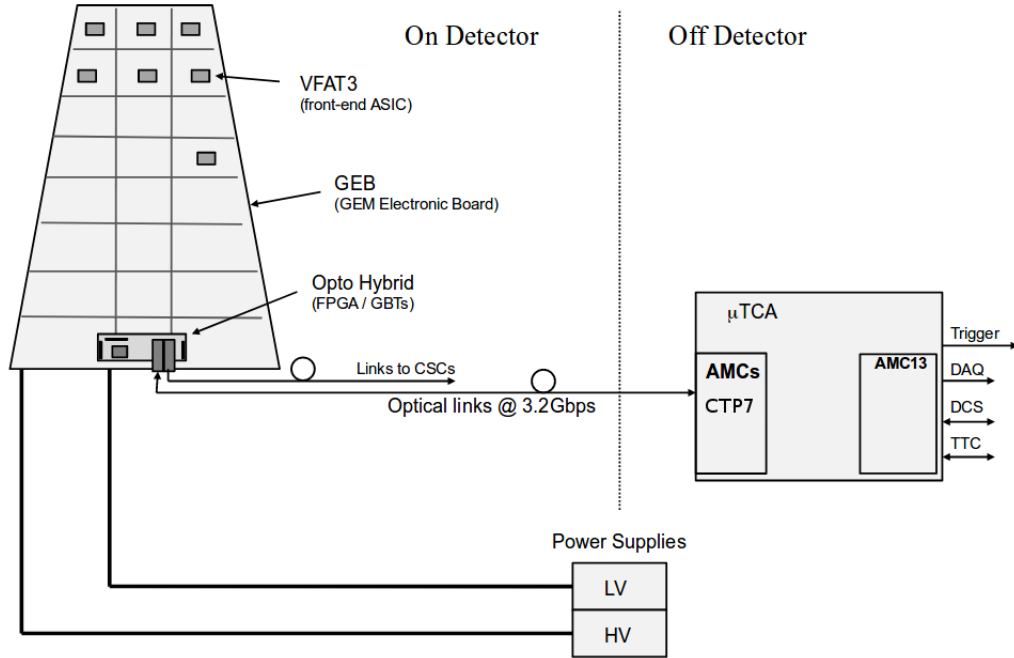 On Detector
Off Detector
VFAT3
(front-end ASIC)
GEB
(GEM Electronic Board)
Opto Hybrid
(FPGA / GBTs)
Links to CSCs
Optical links @ 3.2Gbps
μTCA
AMCs
CTP7
AMC13
Trigger
DAQ
DCS
TTC
Power Supplies
LV
HV